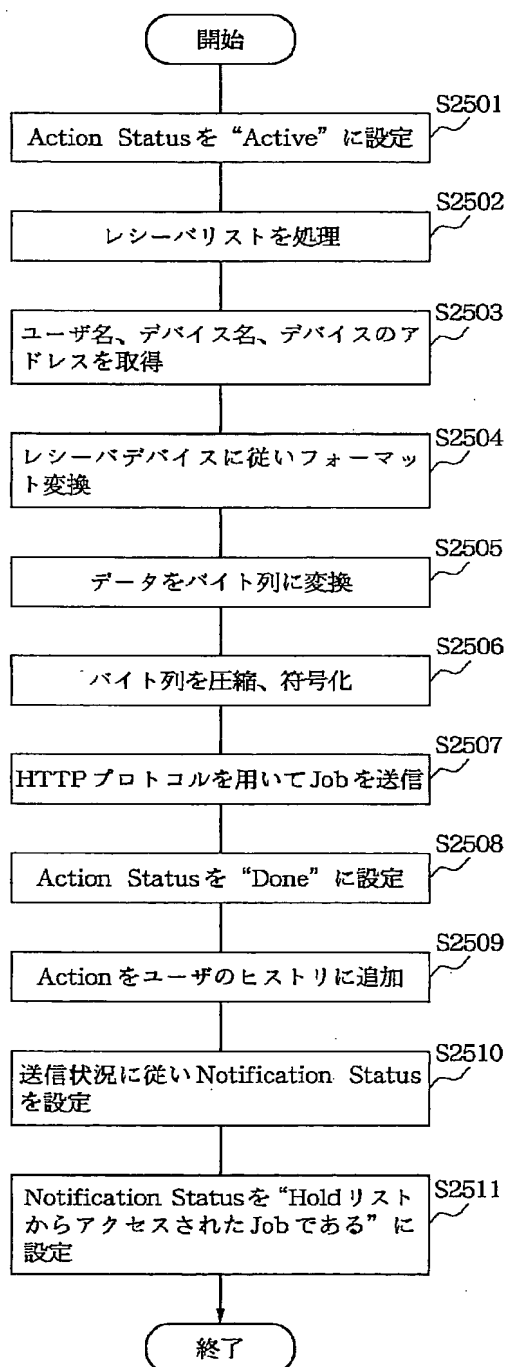 開始
S2501
Action Statusを“Active”に設定
S2502
レシーバリストを処理
S2503
ユーザ名、デバイス名、デバイスのア
ドレスを取得
S2504
レシーバデバイスに従いフォーマッ
ト変換
S2505
データをバイト列に変換
S2506
バイト列を圧縮、符号化
S2507
HTTPプロトコルを用いてJobを送信
S2508
Action Statusを“Done”に設定
S2509
Actionをユーザのヒストリに追加
S2510
送信状況に従いNotification Status
を設定
S2511
Notification Statusを“Holdリスト
からアクセスされたJobである”に
設定
終了